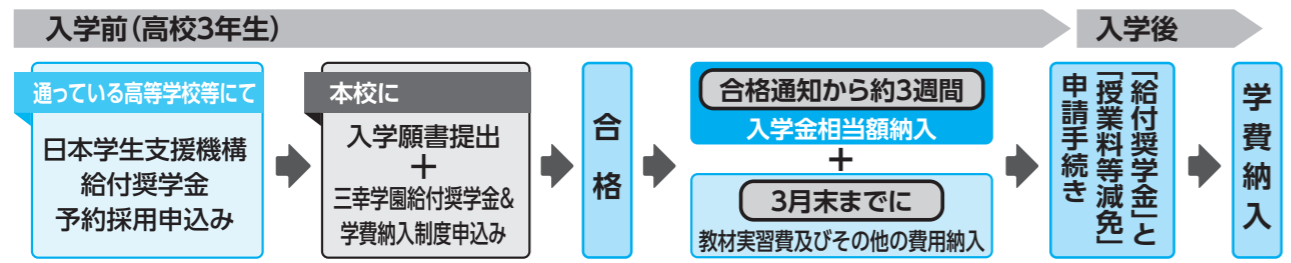 入学前（高校3年生）
入学後
通っている高等学校等にて
日本学生支援機構
給付奨学金
予約採用申込み
本校に
入学願書提出
＋
三幸学園給付奨学金&
学費納入制度申込み
合格
合格通知から約3週間
入学金相当額納入
＋
3月末までに
教材実習費及びその他の費用納入
「給付奨学金」と
「授業料等減免」
申請手続き
学費納入